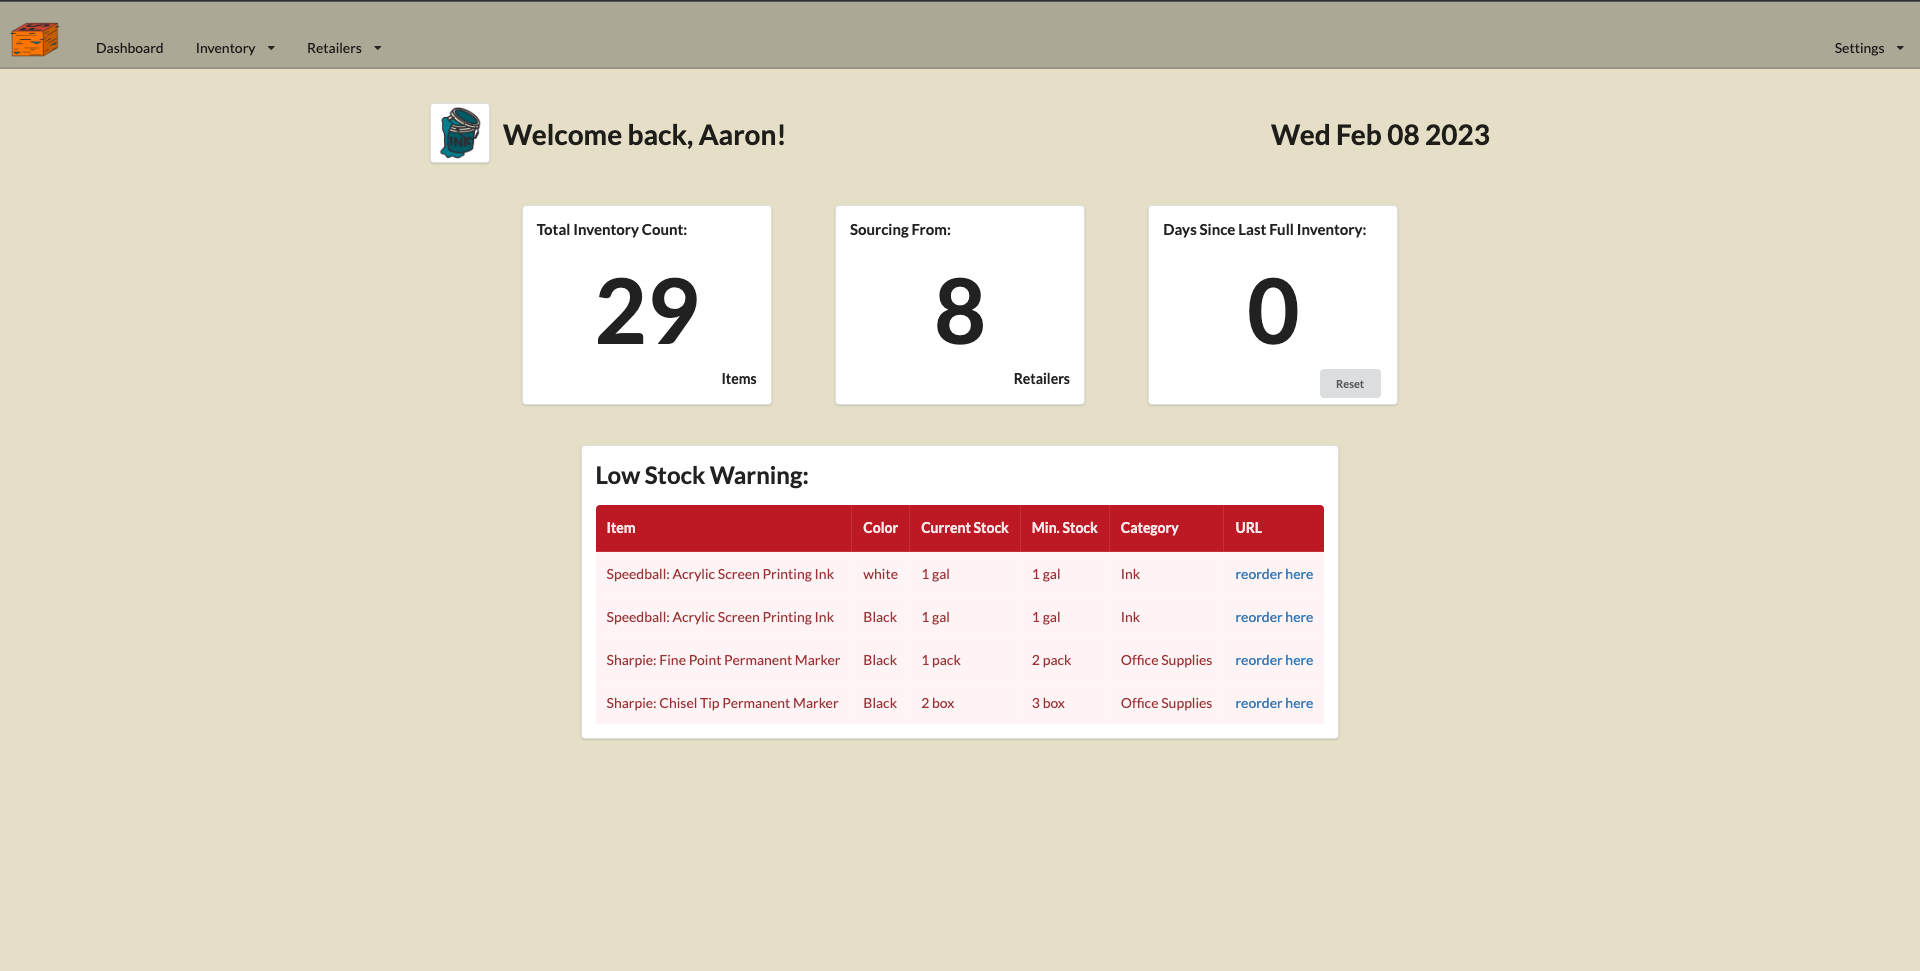 Dashboard Inventory Retailers Settings
INK
Welcome back, Aaron! Wed Feb 08 2023
Total Inventory Count: Sourcing From: Days Since Last Full Inventory:
29 8 0
Items Retailers Reset
Low Stock Warning:
Item Color Current Stock Min. Stock Category URL
Speedball: Acrylic Screen Printing Ink white 1 gal 1 gal Ink reorder here
Speedball: Acrylic Screen Printing Ink Black 1 gal 1 gal Ink reorder here
Sharpie: Fine Point Permanent Marker Black 1 pack 2 pack Office Supplies reorder here
Sharpie: Chisel Tip Permanent Marker Black 2 box 3 box Office Supplies reorder here